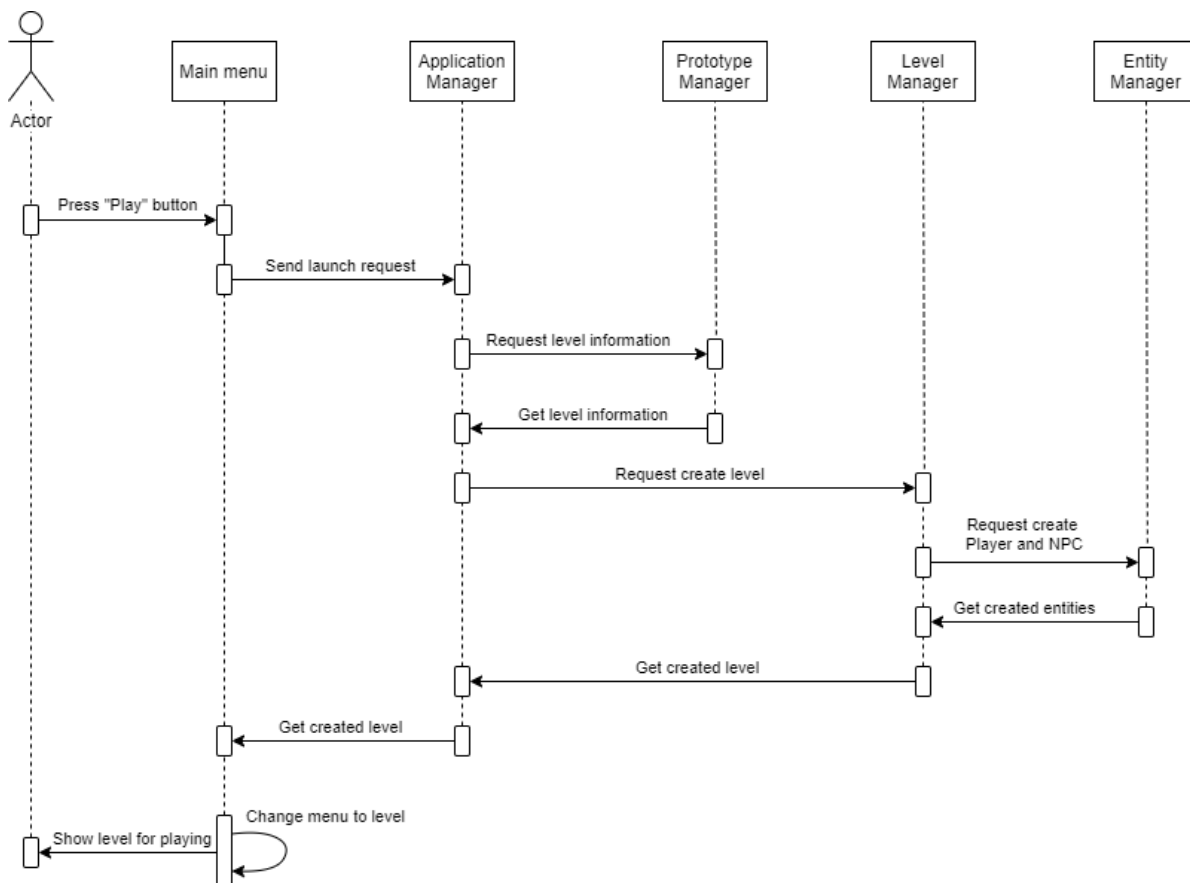 Main menu
Application
Manager
Prototype
Manager
Level
Manager
Entity
Manager
Actor
Press "Play" button
Send launch request
Request level information
Get level information
Request create level
Request create
Player and NPC
Get created entities
Get created level
Get created level
Change menu to level
Show level for playing